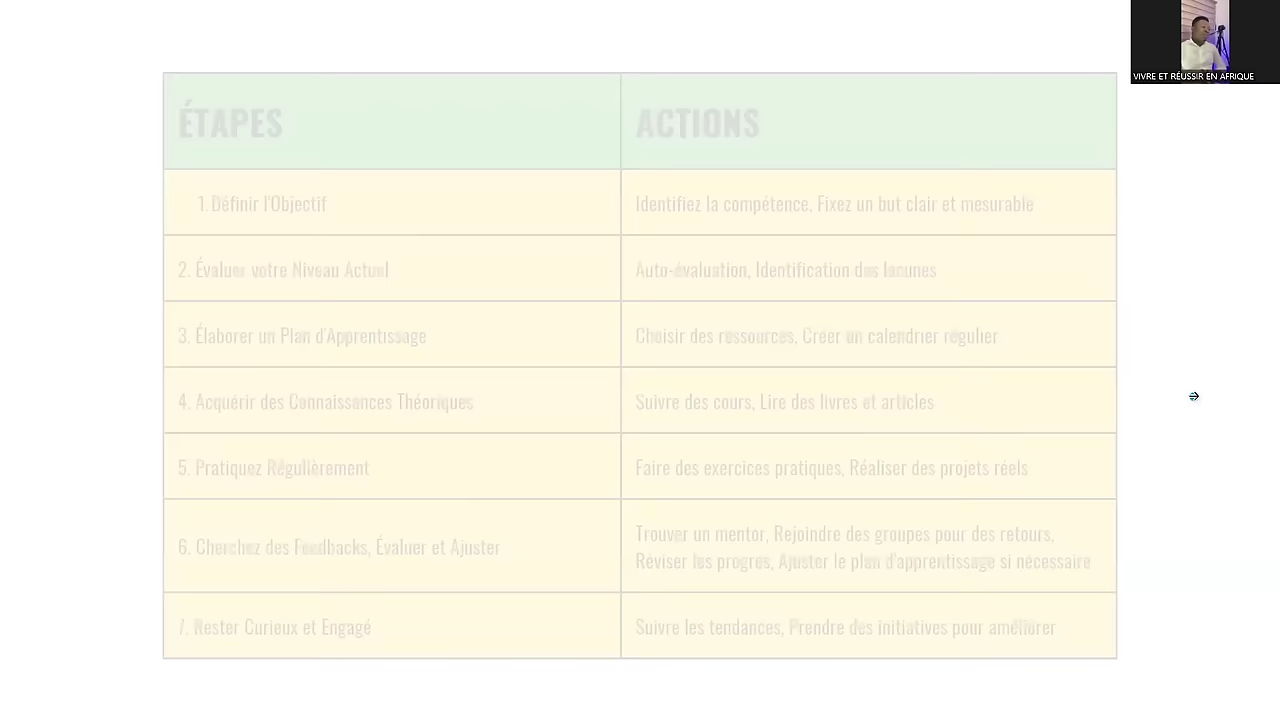 VIVRE ET RÉUSSIR EN AFRIQUE
ÉTAPES
ACTIONS
1. Définir l'Objectif
Identifiez la compétence, Fixez un but clair et mesurable
2. Évaluer votre Niveau Actuel
Auto-évaluation, Identification des lacunes
3. Élaborer un Plan d'Apprentissage
Choisir des ressources, Créer un calendrier régulier
4. Acquérir des Connaissances Théoriques
Suivre des cours, Lire des livres et articles
5. Pratiquez Régulièrement
Faire des exercices pratiques, Réaliser des projets réels
6. Cherchez des Feedbacks, Évaluer et Ajuster
Trouver un mentor, Rejoindre des groupes pour des retours,
Réviser les progrès, Ajuster le plan d'apprentissage si nécessaire
7. Rester Curieux et Engagé
Suivre les tendances, Prendre des initiatives pour améliorer